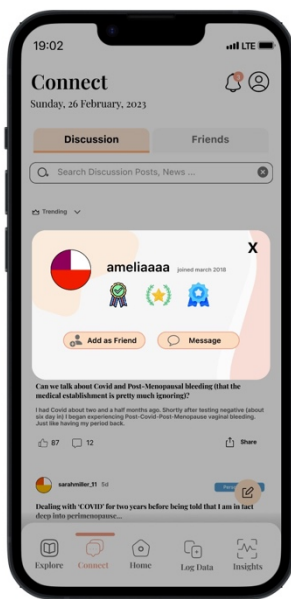 19:02
LTE
Connect
Sunday, 26 February, 2023
Discussion
Friends
Search Discussion Posts, News ...
Trending
X
ameliaaaa joined march 2018
Add as Friend
Message
Can we talk about Covid and Post-Menopausal bleeding (that the
medical establishment is pretty much ignoring)?
I had Covid about two and a half months ago. Shortly after testing negative (about
six day in) I began experiencing Post-Covid-Post-Menopause vaginal bleeding.
Just like having my period back.
87 12 Share
sarahmiller_11 5d
Dealing with 'COVID' for two years before being told that I am in fact
deep into perimenopause...
Explore Connect Home Log Data Insights